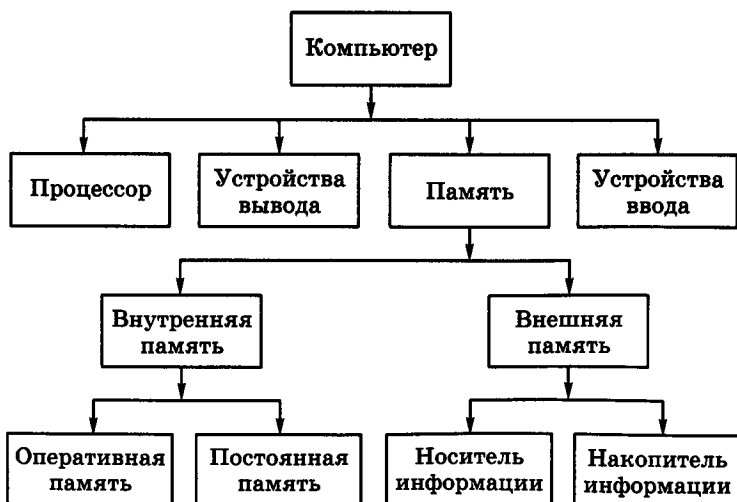 Компьютер
Процессор
Устройства
вывода
Память
Устройства
ввода
Внутренняя
память
Внешняя
память
Оперативная
память
Постоянная
память
Носитель
информации
Накопитель
информации